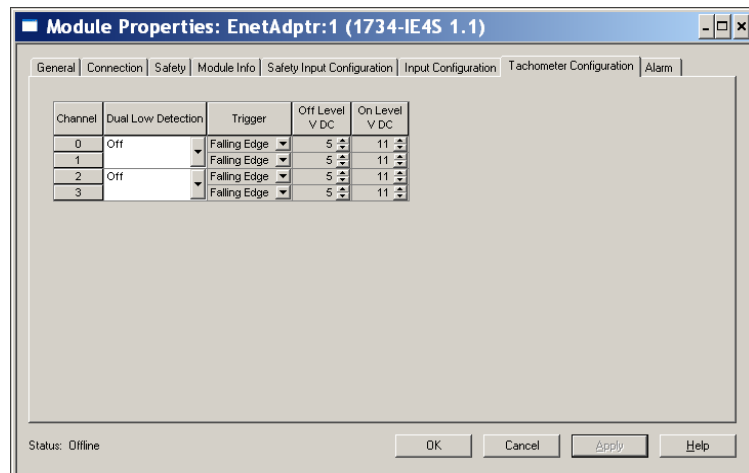 Module Properties: EnetAdptr:1 (1734-IE4S 1.1)
General Connection Safety Module Info Safety Input Configuration Input Configuration Tachometer Configuration Alarm
Channel Dual Low Detection Trigger Off Level V DC On Level V DC
0 Off Falling Edge 5 11
1 Falling Edge 5 11
2 Off Falling Edge 5 11
3 Falling Edge 5 11
Status: Offline OK Cancel Apply Help